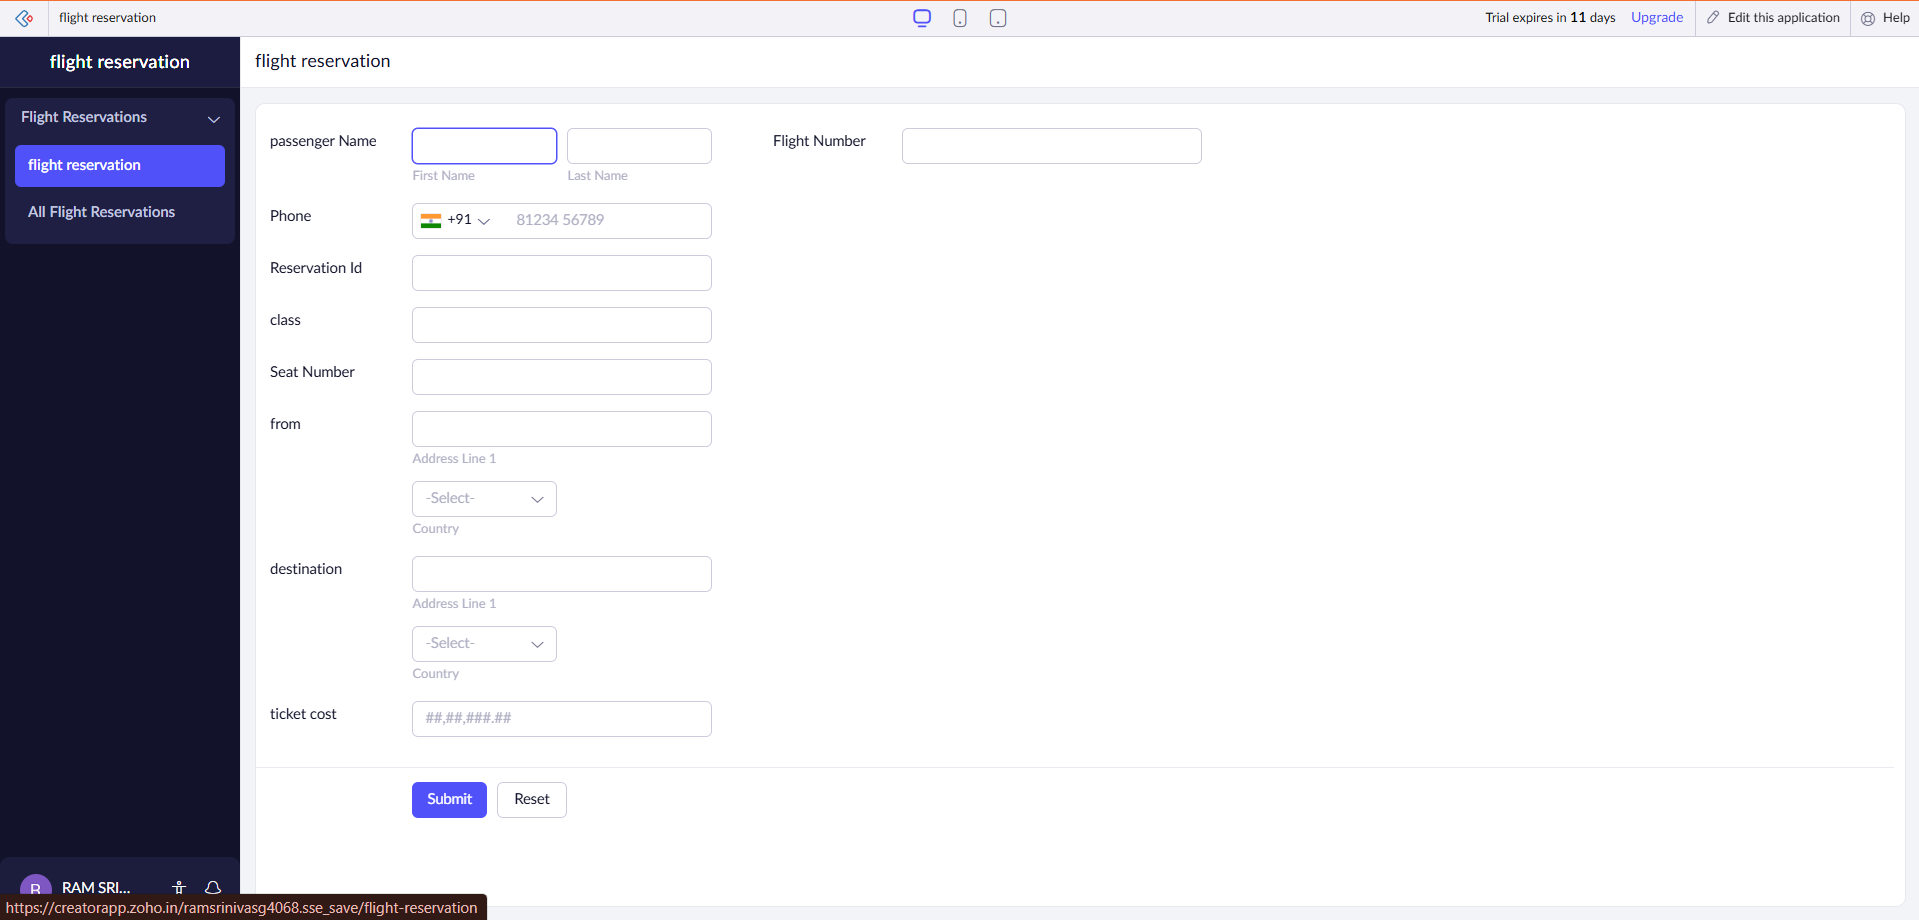 flight reservation
Trial expires in 11 days Upgrade Edit this application Help
flight reservation
flight reservation
Flight Reservations
flight reservation
All Flight Reservations
passenger Name
First Name
Last Name
Flight Number
Phone
+91 81234 56789
Reservation Id
class
Seat Number
from
Address Line 1
-Select-
Country
destination
Address Line 1
-Select-
Country
ticket cost
##,##,###.##
Submit
Reset
R
RAM SRI...
https://creatorapp.zoho.in/ramsrinivasg4068.sse_save/flight-reservation